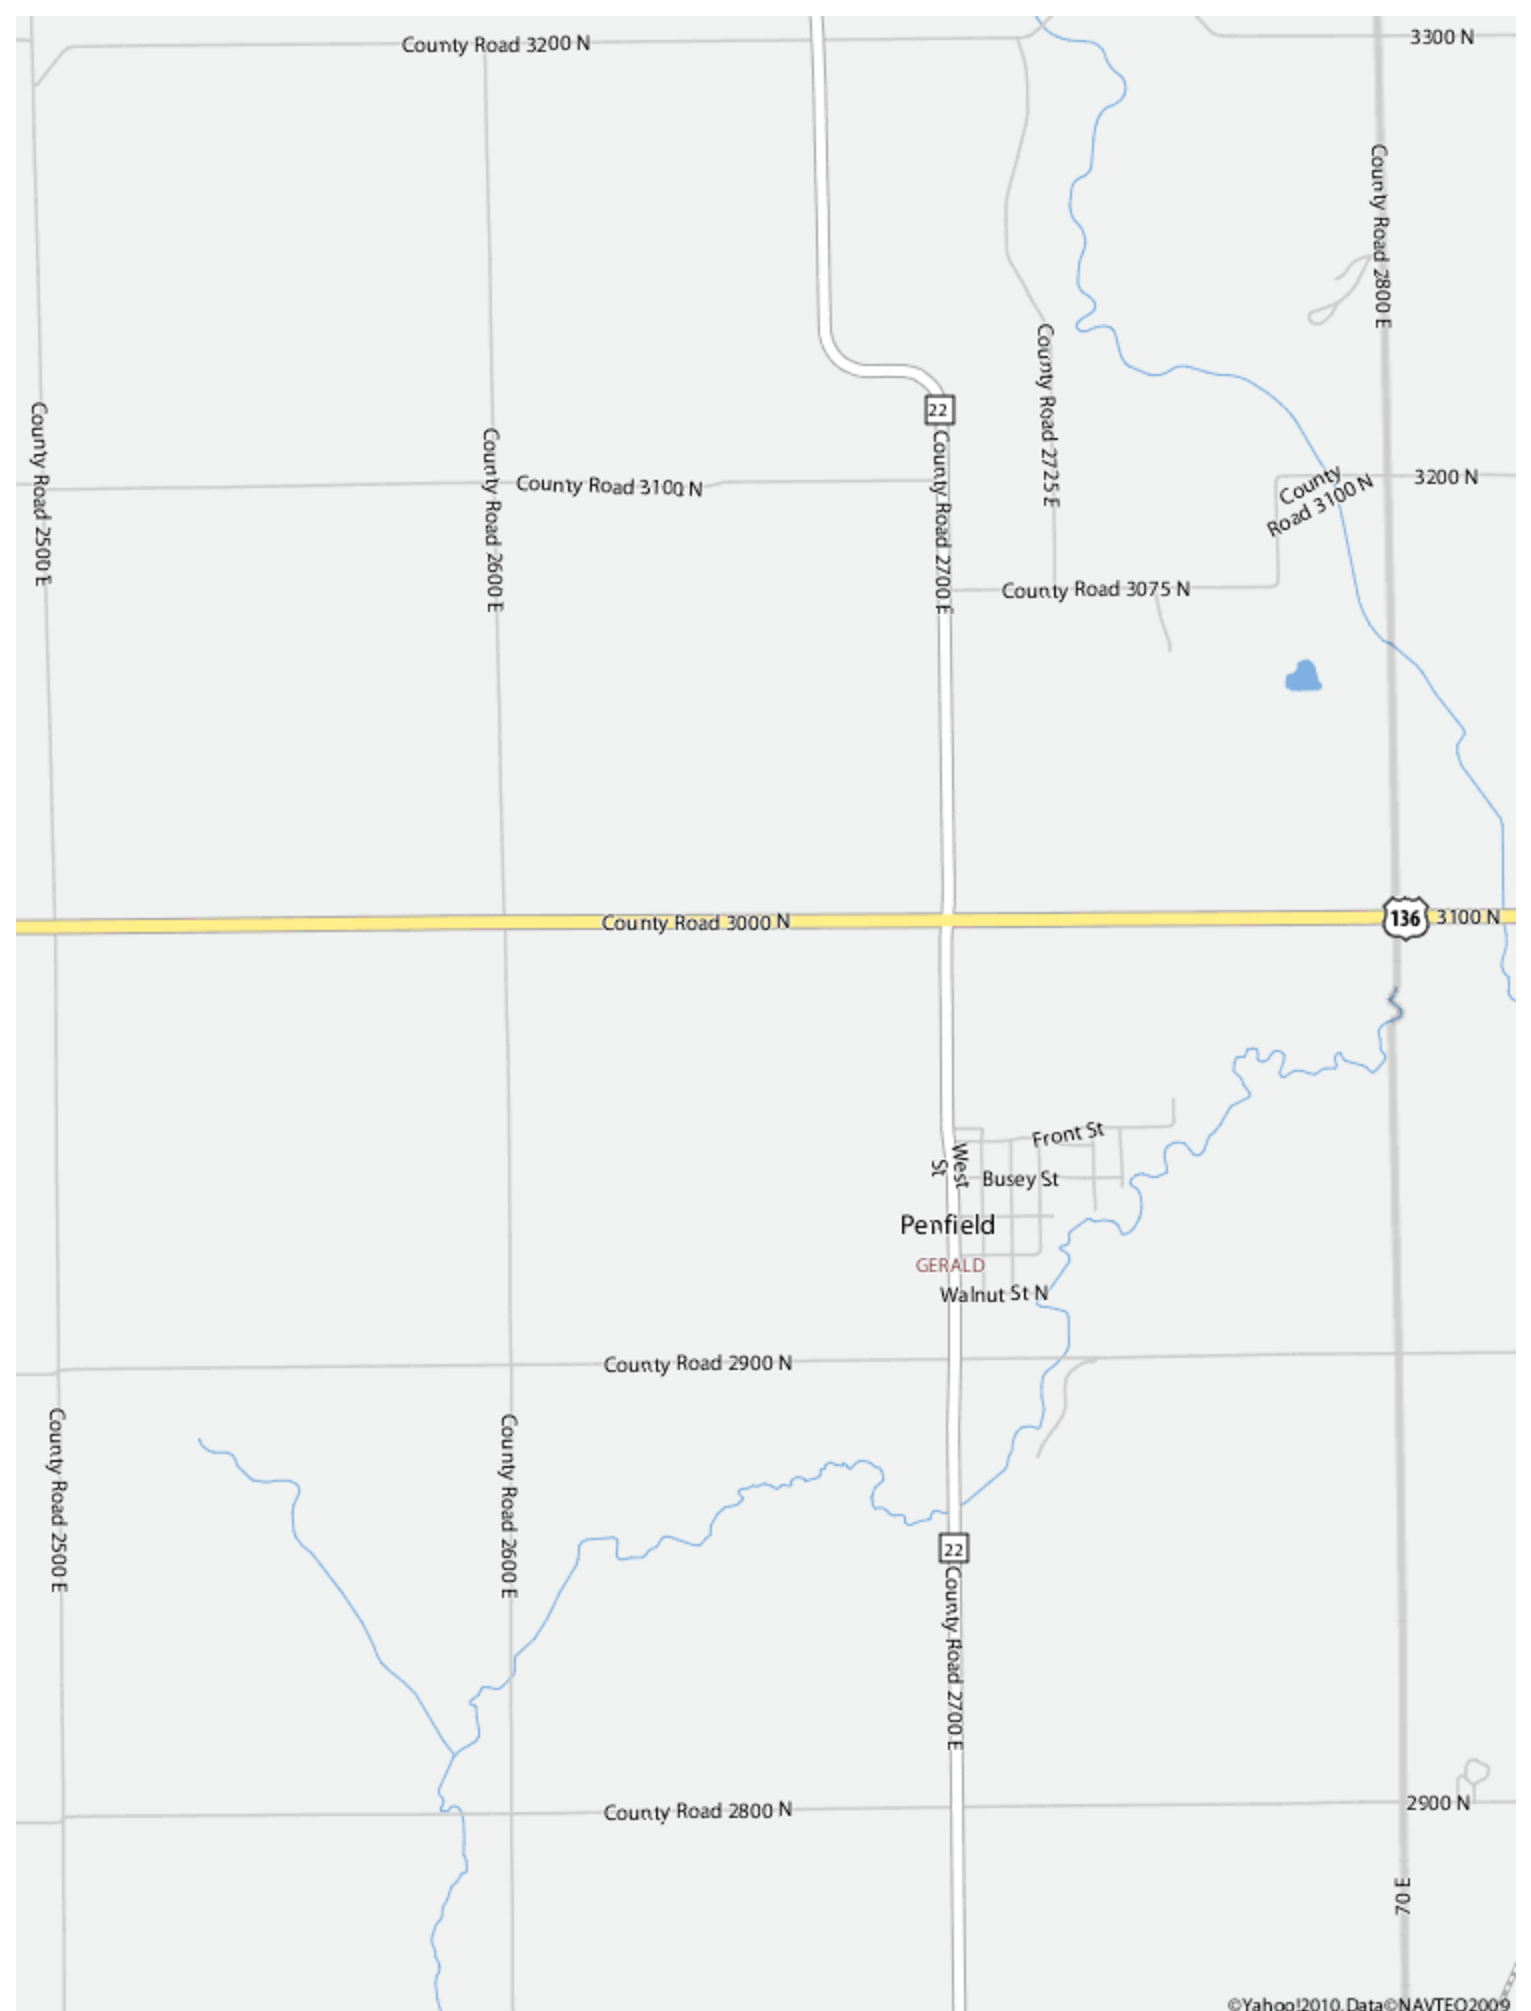 County Road 3200 N
3300 N
County Road 2800 E
County Road 2725 E
22
County Road 2500 E
County Road 2600 E
County Road 3100 N
County Road 2700 E
County
Road 3100 N
3200 N
County Road 3075 N
County Road 3000 N
136
3100 N
Front St
West
St
Busey St
Penfield
GERALD
Walnut St N
County Road 2900 N
County Road 2500 E
County Road 2600 E
22
County Road 2700 E
County Road 2800 N
2900 N
70 E
©Yahoo!2010,Data©NAVTEQ2009